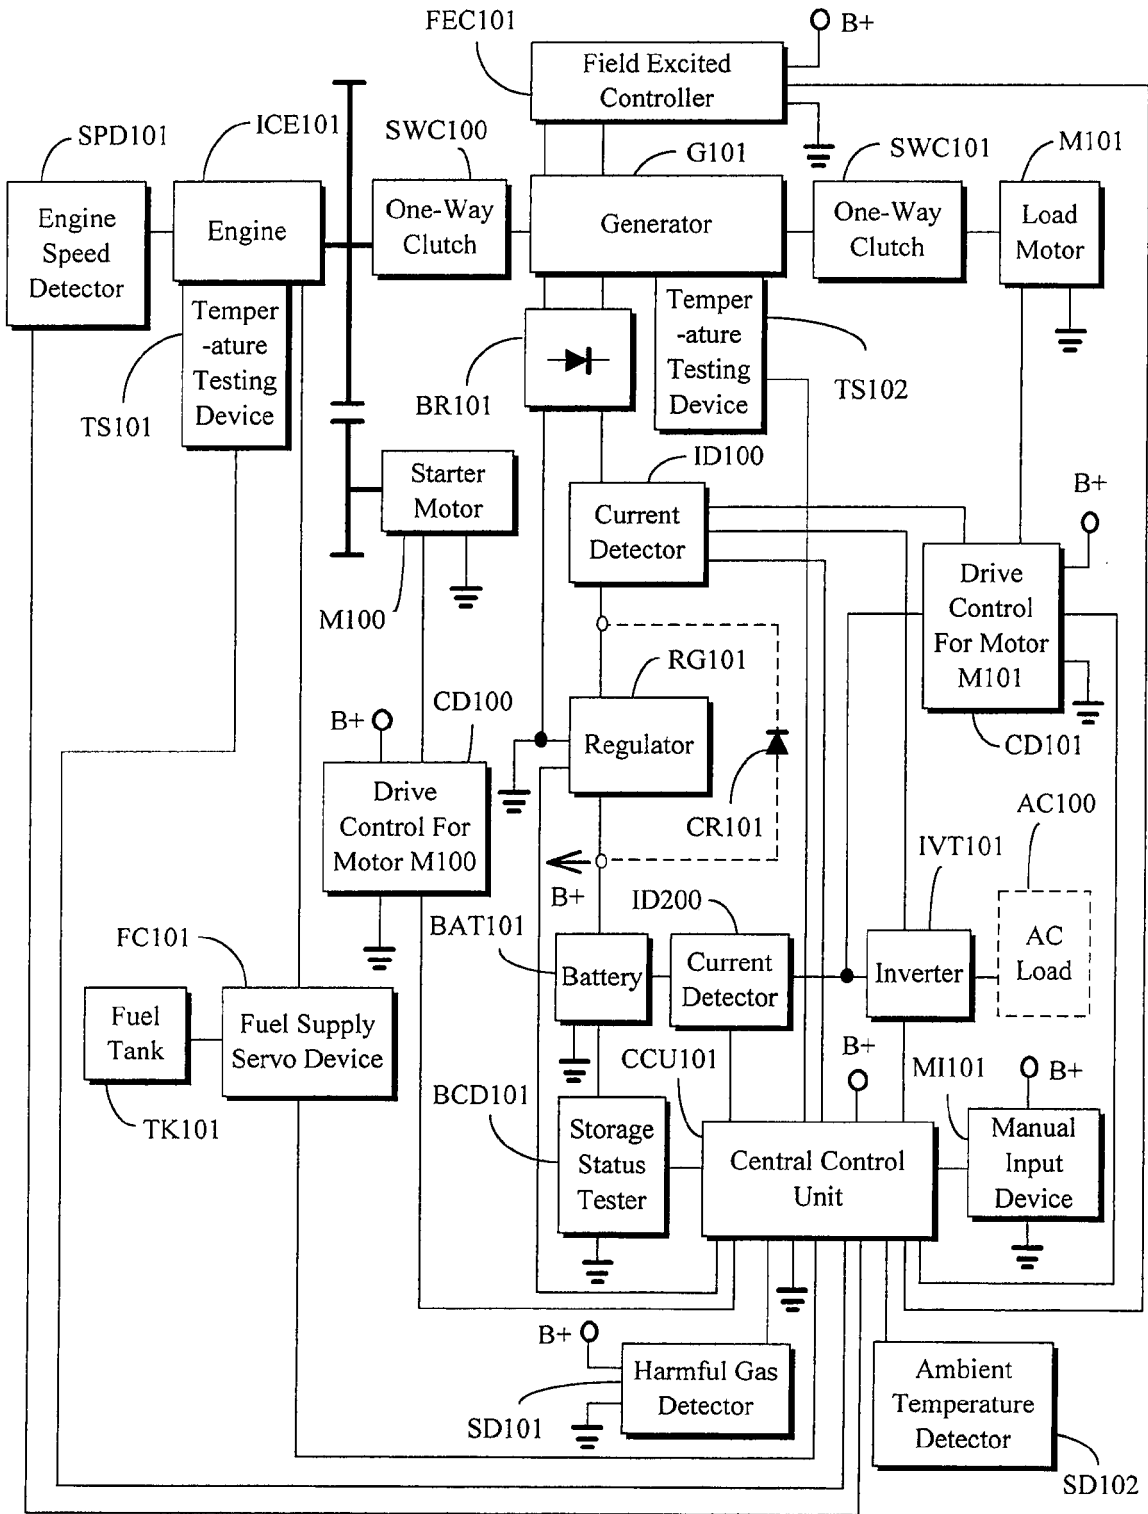 FEC101
B+
Field Excited
Controller
SPD101
ICE101
SWC100
G101
SWC101
M101
Engine
Speed
Detector
Engine
One-Way
Clutch
Generator
One-Way
Clutch
Load
Motor
Temper
-ature
Testing
Device
TS101
BR101
Temper
-ature
Testing
Device
TS102
ID100
Starter
Motor
M100
Current
Detector
B+
Drive
Control
For Motor
M101
CD101
RG101
CD100
B+
Regulator
CR101
Drive
Control For
Motor M100
B+
AC100
IVT101
ID200
BAT101
FC101
Battery
Current
Detector
Inverter
AC
Load
Fuel
Tank
Fuel Supply
Servo Device
TK101
CCU101
B+
MI101
B+
BCD101
Storage
Status
Tester
Central Control
Unit
Manual
Input
Device
B+
Harmful Gas
Detector
SD101
Ambient
Temperature
Detector
SD102